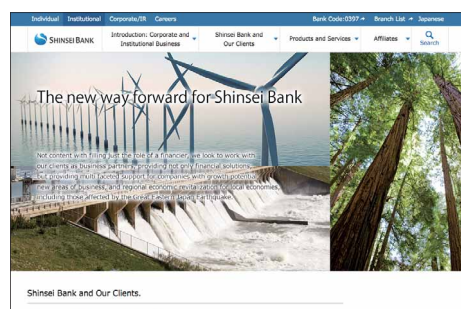 Individual Institutional Corporate/IR Careers Bank Code:0397 Branch List Japanese
SHINSEI BANK
Introduction: Corporate and
Institutional Business
Shinsei Bank and
Our Clients
Products and Services
Affiliates
Search
The new way forward for Shinsei Bank
Not content with filling just the role of a financier, we look to work with
our clients as business partners, providing not only financial solutions,
but providing multi faceted support for companies with growth potential,
new areas of business, and regional economic revitalization for local economies,
including those affected by the Great Eastern Japan Earthquake.
Shinsei Bank and Our Clients.